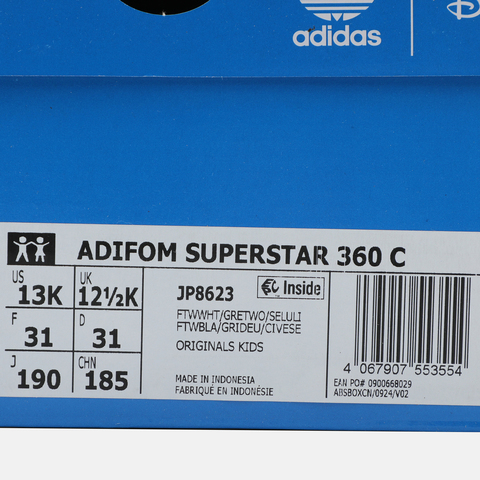 adidas
ADIFOM SUPERSTAR 360 C
US 13K UK 12½K
F 31 D 31
J 190 CHN 185
JP8623 Inside
FTWWHT/GRETWO/SELULI
FTWBLA/GRIDEU/CIVESE
ORIGINALS KIDS
MADE IN INDONESIA
FABRIQUÉ EN INDONÉSIE
4 067907 553554
EAN PO# 0900668029
ABSBOXCN/0924/V02